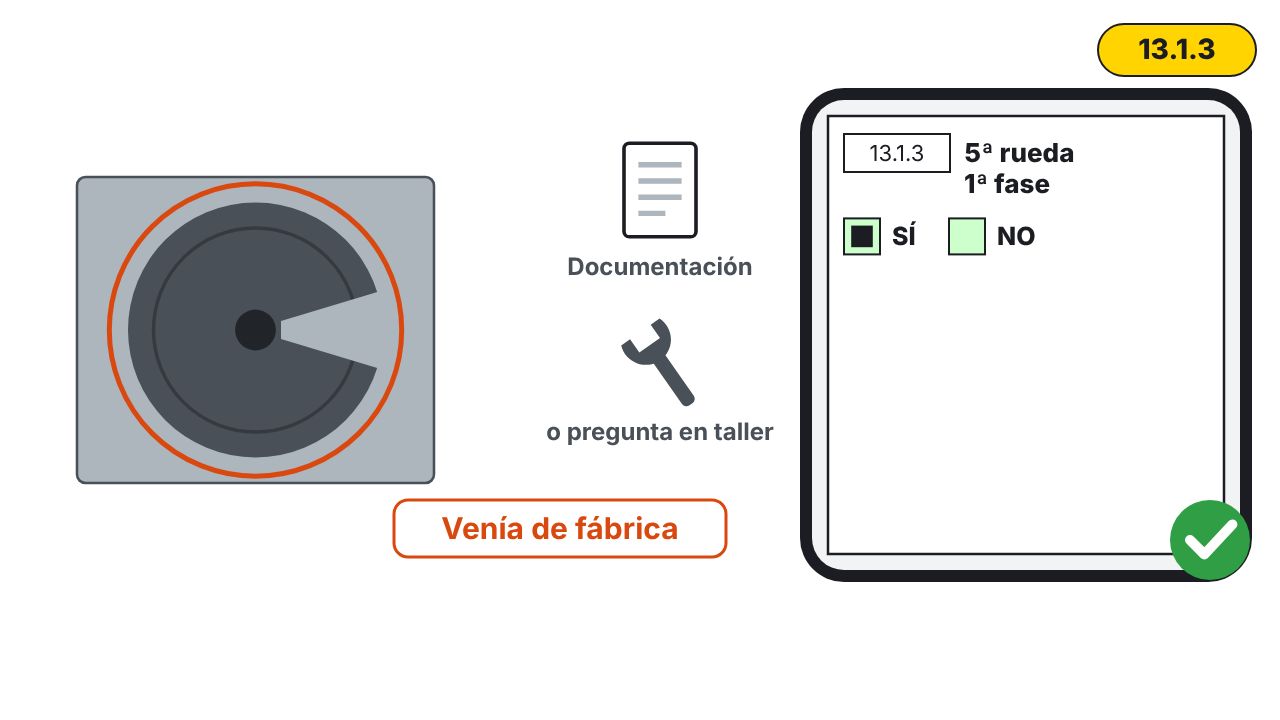 13.1.3
13.1.3
5ª rueda
1ª fase
SÍ
NO
Documentación
o pregunta en taller
Venía de fábrica